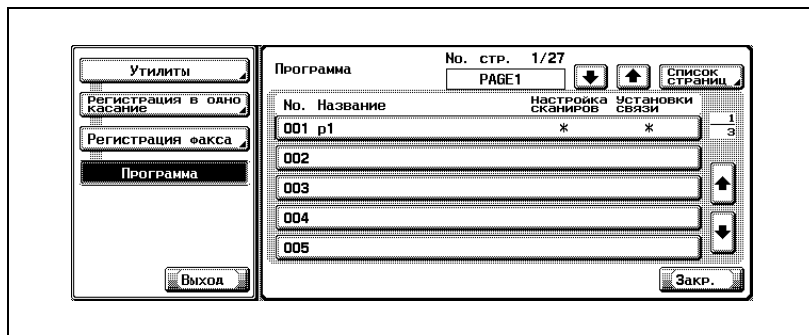 Утилиты
Регистрация в одно
касание
Регистрация факса
Программа
Выход
Программа
No. стр. 1/27
PAGE1
Список
страниц
No. Название
Настройка
сканиров
Установки
связи
001 p1 * *
1
3
002
003
004
005
Закр.